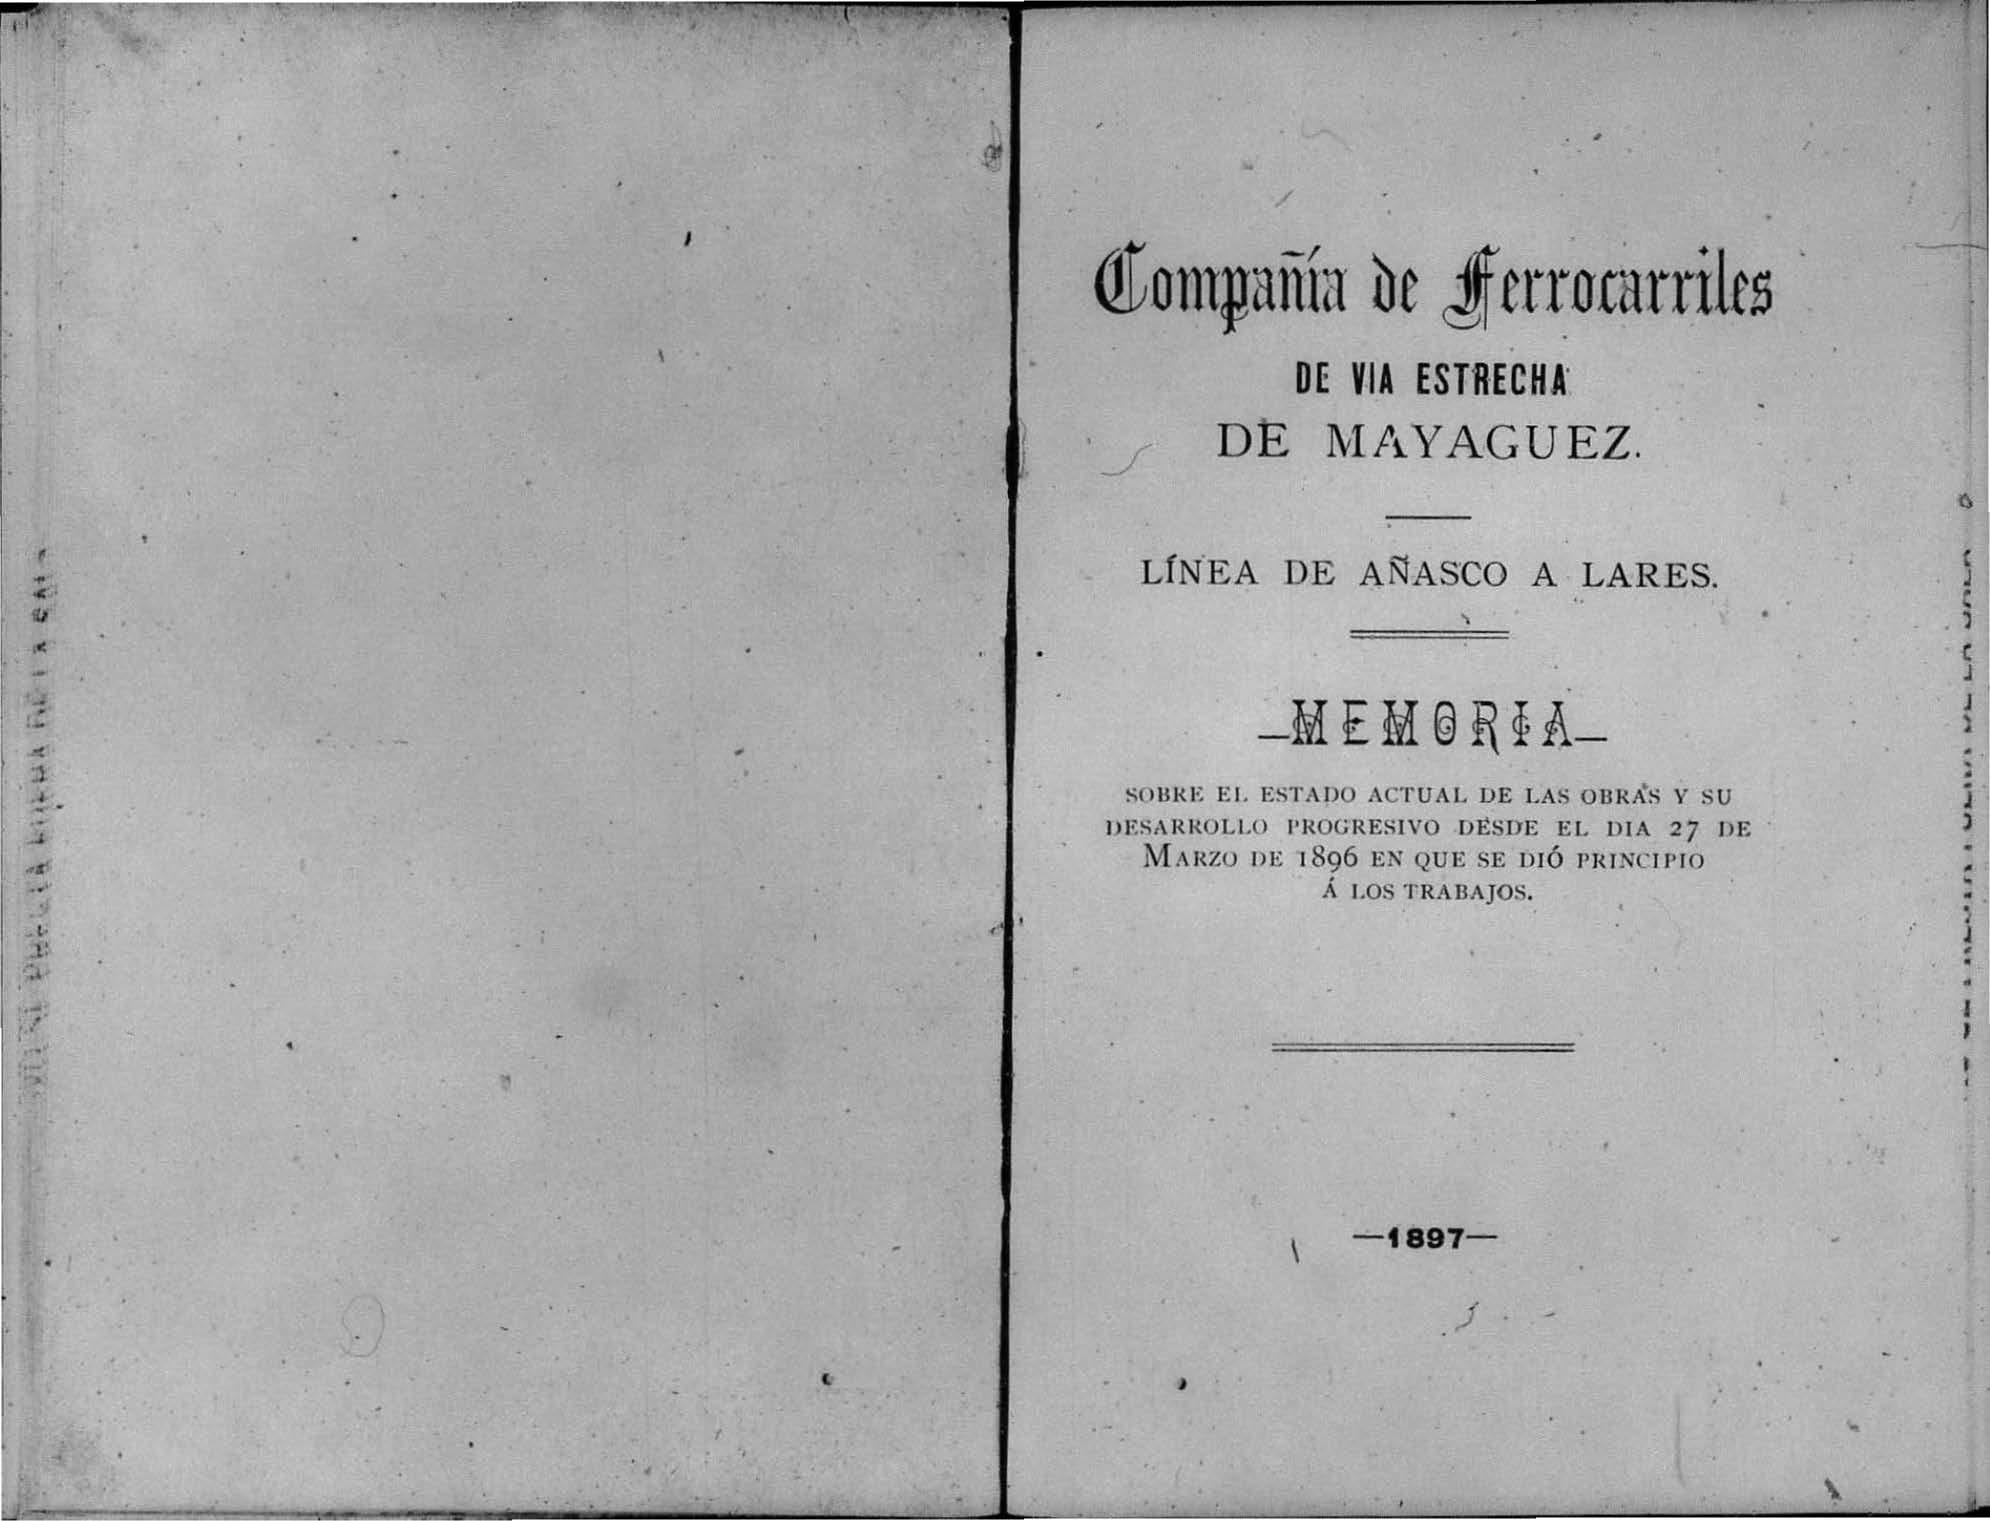 Compañía de Ferrocarriles
DE VIA ESTRECHA
DE MAYAGUEZ.
LÍNEA DE AÑASCO A LARES.
—MEMORIA—
SOBRE EL ESTADO ACTUAL DE LAS OBRAS Y SU
DESARROLLO PROGRESIVO DESDE EL DIA 27 DE
MARZO DE 1896 EN QUE SE DIÓ PRINCIPIO
Á LOS TRABAJOS.
—1897—